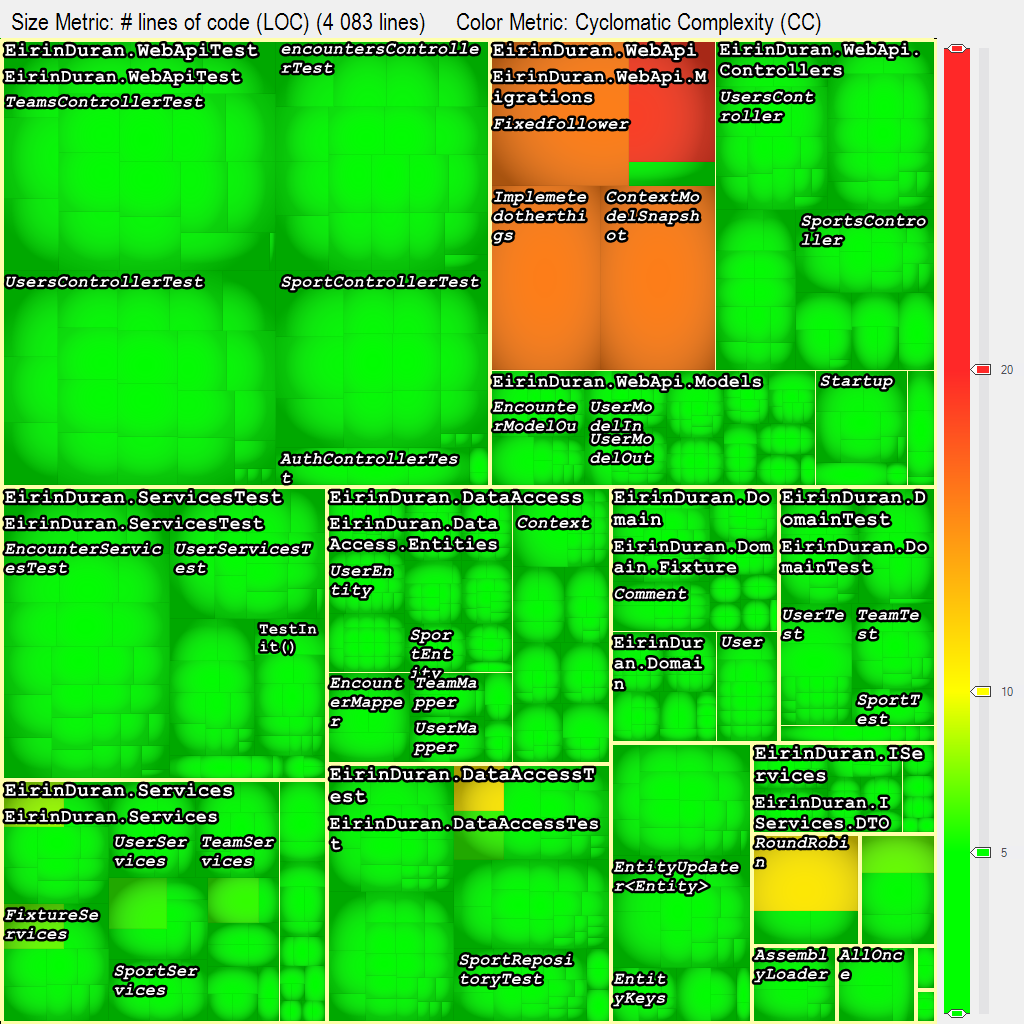 Size Metric: # lines of code (LOC) (4 083 lines)
Color Metric: Cyclomatic Complexity (CC)
EirinDuran.WebApiTest
EirinDuran.WebApiTest
TeamsControllerTest
encountersControlle
rTest
UsersControllerTest
SportControllerTest
AuthControllerTes
t
EirinDuran.WebApi
EirinDuran.WebApi.M
igrations
Fixedfollower
Implemete
dotherthi
gs
ContextMo
delSnapsh
ot
EirinDuran.WebApi.
Controllers
UsersCont
roller
SportsContro
ller
EirinDuran.WebApi.Models
Encounte
rModelOu
UserMo
delIn
UserMo
delOut
Startup
EirinDuran.ServicesTest
EirinDuran.ServicesTest
EncounterServic
esTest
UserServicesT
est
TestIn
it()
EirinDuran.DataAccess
EirinDuran.Data
Access.Entities
UserEn
tity
Spor
tEnt
ity
Context
Encount
erMappe
r
TeamMa
pper
UserMa
pper
EirinDuran.Do
main
EirinDuran.Dom
ain.Fixture
Comment
EirinDur
an.Domai
n
User
EirinDuran.D
omainTest
EirinDuran.Do
mainTest
UserTe
st
TeamTe
st
SportT
est
EirinDuran.Services
EirinDuran.Services
UserSer
vices
TeamSer
vices
FixtureSe
rvices
SportSer
vices
EirinDuran.DataAccessT
est
EirinDuran.DataAccessTes
t
SportReposi
toryTest
EntityUpdate
r<Entity>
Entit
yKeys
EirinDuran.ISe
rvices
EirinDuran.I
Services.DTO
RoundRobi
n
Assembl
yLoader
AllOnc
e
20
10
5